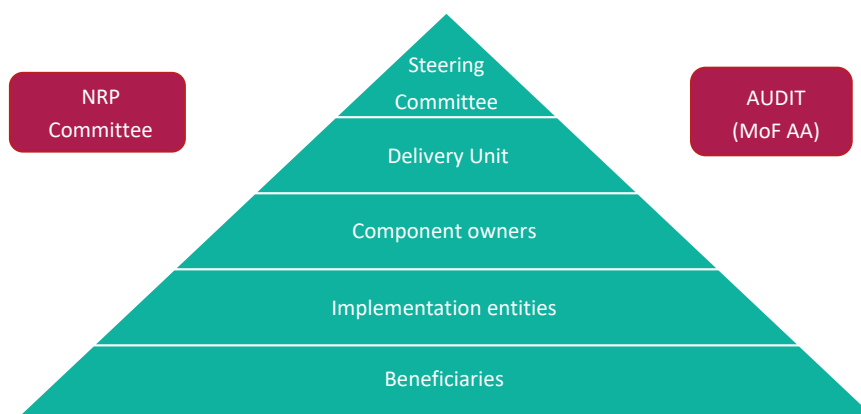 Steering
Committee
NRP
Committee
AUDIT
(MoF AA)
Delivery Unit
Component owners
Implementation entities
Beneficiaries